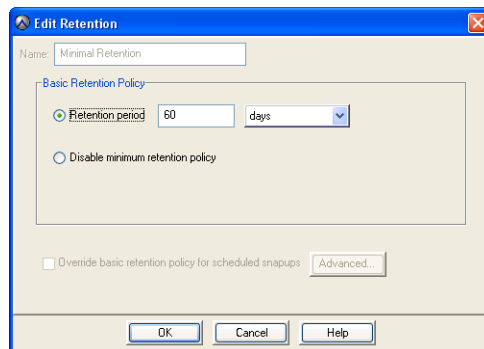 Edit Retention
Name: Minimal Retention
Basic Retention Policy
Retention period 60 days
Disable minimum retention policy
Override basic retention policy for scheduled snapups Advanced...
OK Cancel Help